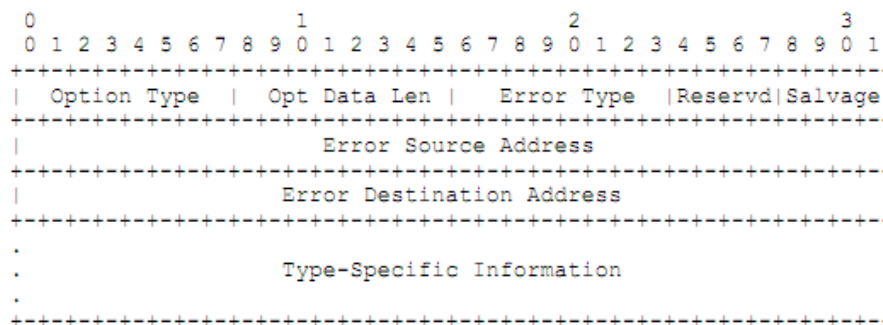 0                   1                   2                   3
0 1 2 3 4 5 6 7 8 9 0 1 2 3 4 5 6 7 8 9 0 1 2 3 4 5 6 7 8 9 0 1
+-+-+-+-+-+-+-+-+-+-+-+-+-+-+-+-+-+-+-+-+-+-+-+-+-+-+-+-+-+-+-+-
|  Option Type  |  Opt Data Len |   Error Type  |Reservd|Salvage
+-+-+-+-+-+-+-+-+-+-+-+-+-+-+-+-+-+-+-+-+-+-+-+-+-+-+-+-+-+-+-+-
|                      Error Source Address
+-+-+-+-+-+-+-+-+-+-+-+-+-+-+-+-+-+-+-+-+-+-+-+-+-+-+-+-+-+-+-+-
|                   Error Destination Address
+-+-+-+-+-+-+-+-+-+-+-+-+-+-+-+-+-+-+-+-+-+-+-+-+-+-+-+-+-+-+-+-
.
.                   Type-Specific Information
.
+-+-+-+-+-+-+-+-+-+-+-+-+-+-+-+-+-+-+-+-+-+-+-+-+-+-+-+-+-+-+-+-